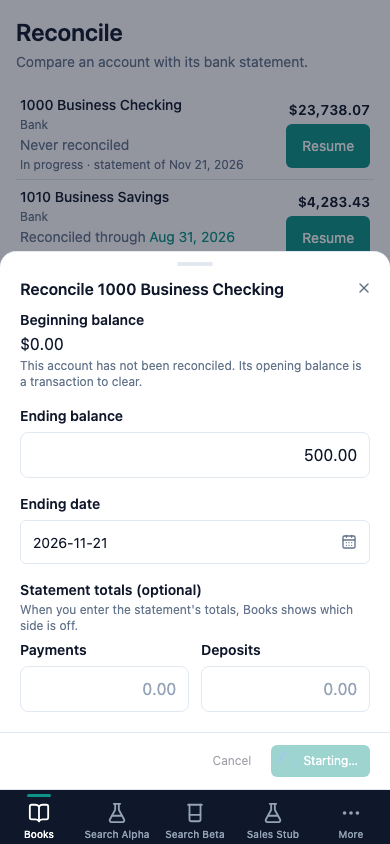 Reconcile
Compare an account with its bank statement.
1000 Business Checking
$23,738.07
Bank
Never reconciled
Resume
In progress · statement of Nov 21, 2026
1010 Business Savings
$4,283.43
Bank
Reconciled through Aug 31, 2026
Resume
Reconcile 1000 Business Checking
Beginning balance
$0.00
This account has not been reconciled. Its opening balance is
a transaction to clear.
Ending balance
500.00
Ending date
2026-11-21
Statement totals (optional)
When you enter the statement's totals, Books shows which
side is off.
Payments Deposits
0.00 0.00
Cancel Starting...
Books Search Alpha Search Beta Sales Stub More